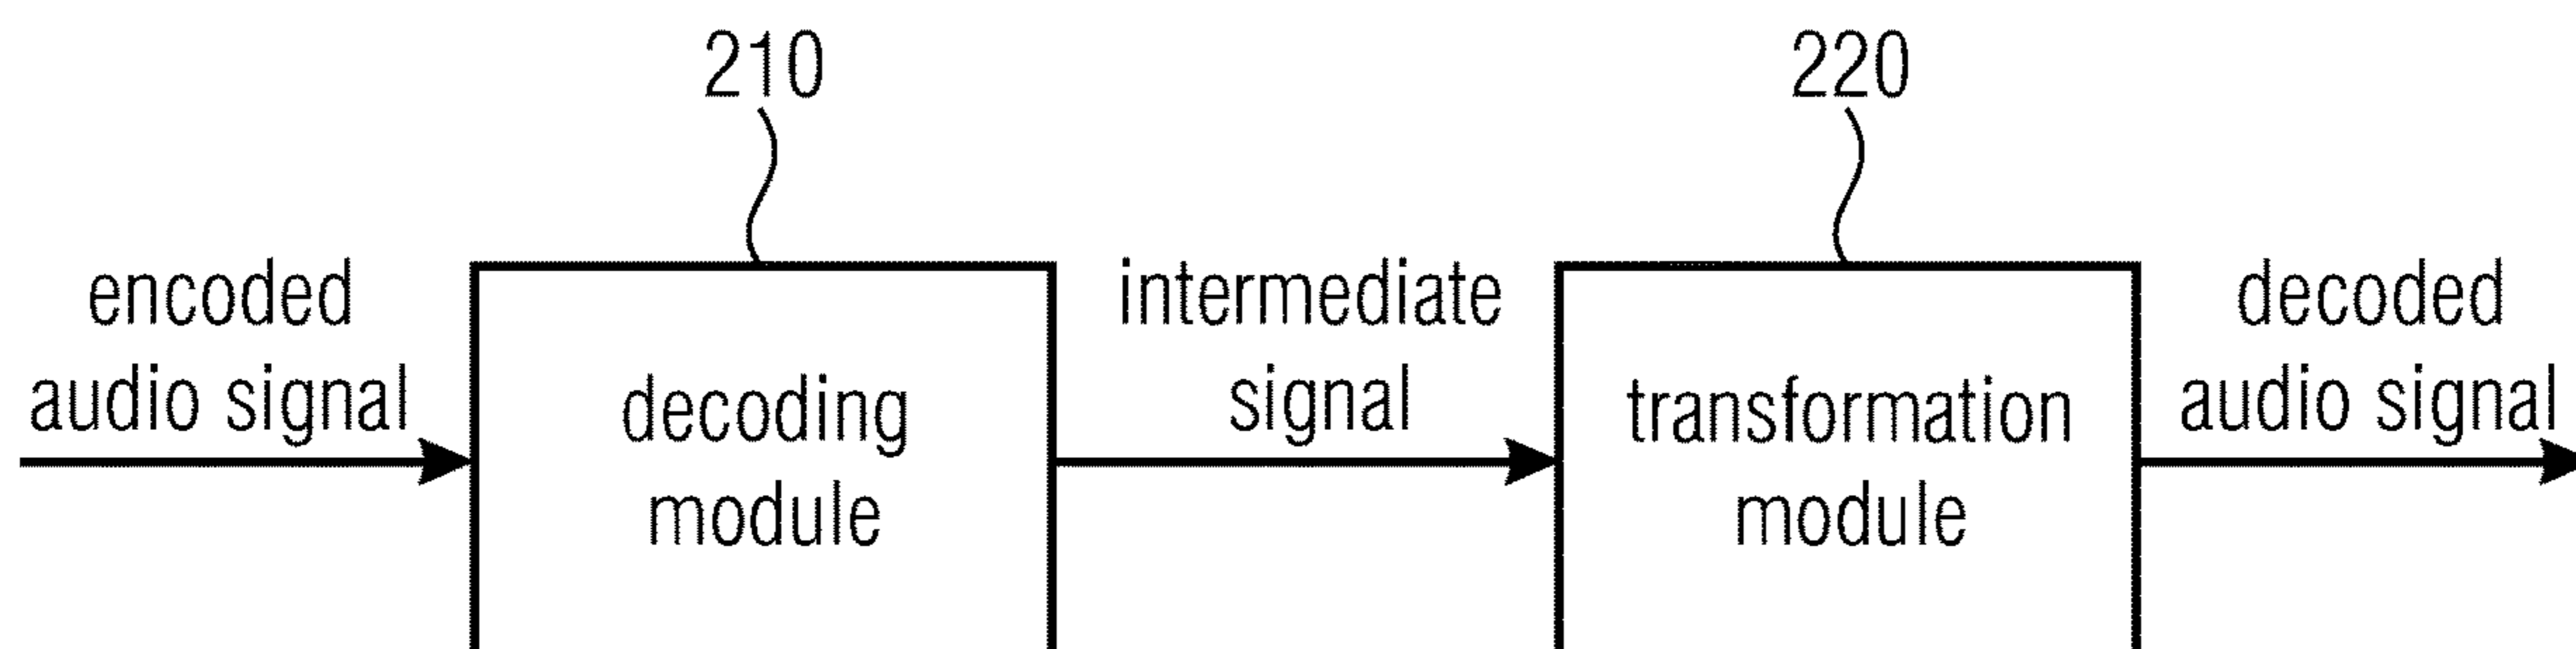 210
220
encoded
audio signal
decoding
module
intermediate
signal
transformation
module
decoded
audio signal